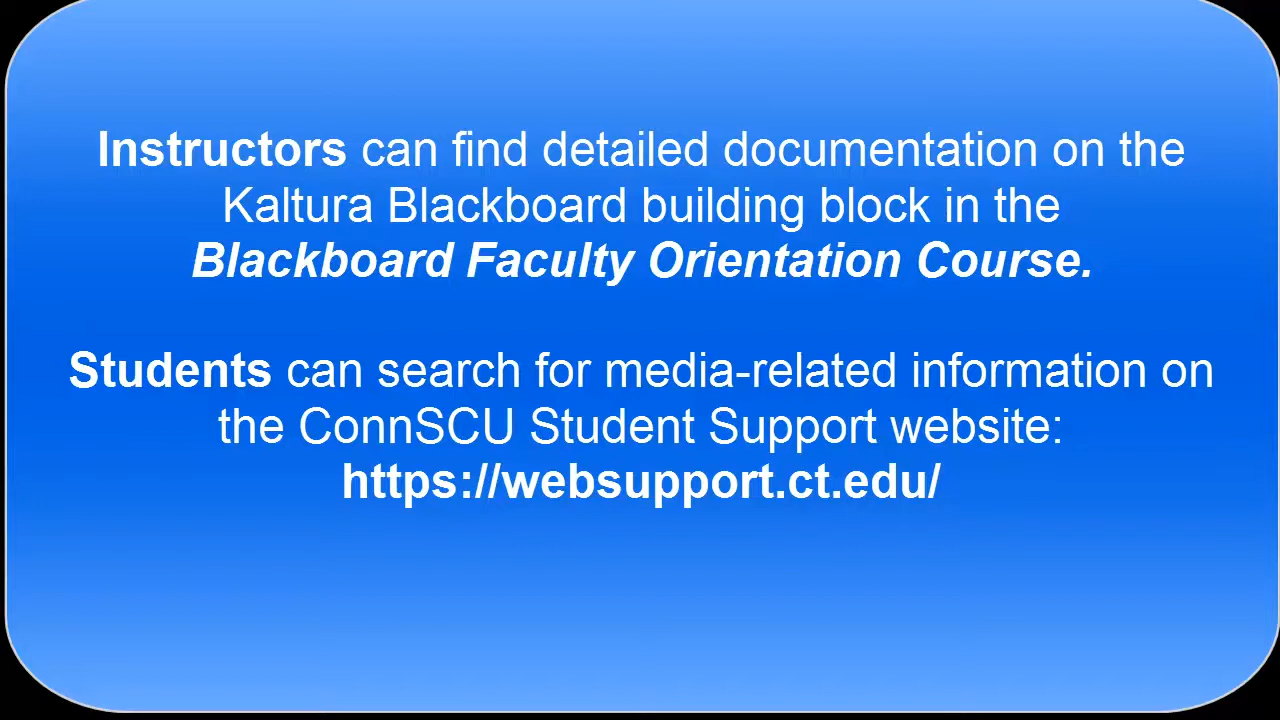 Instructors can find detailed documentation on the
Kaltura Blackboard building block in the
Blackboard Faculty Orientation Course.
Students can search for media-related information on
the ConnSCU Student Support website:
https://websupport.ct.edu/